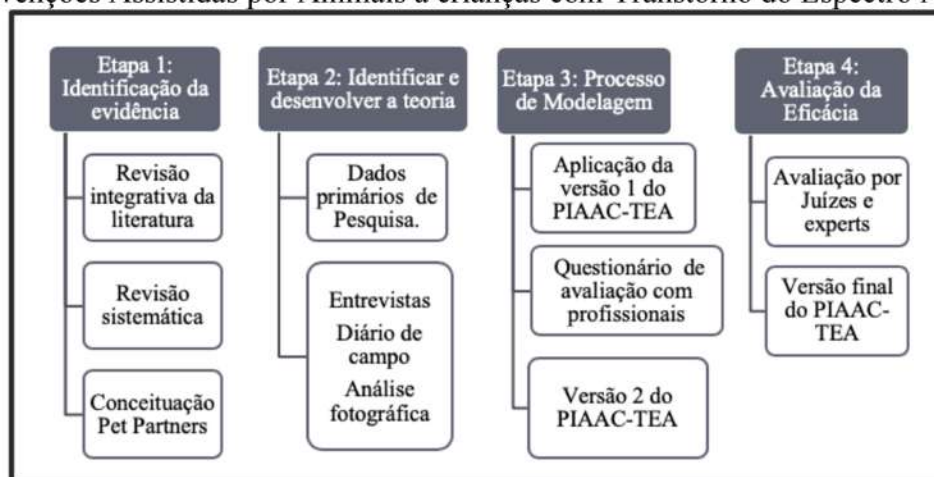 Intervenções Assistidas por Animais a crianças com Transtorno do Espectro
Etapa 1:
Identificação da
evidência
Revisão
integrativa da
literatura
Revisão
sistemática
Conceituação
Pet Partners
Etapa 2: Identificar e
desenvolver a teoria
Dados
primários de
Pesquisa.
Entrevistas
Diário de
campo
Análise
fotográfica
Etapa 3: Processo
de Modelagem
Aplicação da
versão 1 do
PIAAC-TEA
Questionário de
avaliação com
profissionais
Versão 2 do
PIAAC-TEA
Etapa 4:
Avaliação da
Eficácia
Avaliação por
Juízes e
experts
Versão final
do PIAAC-
TEA